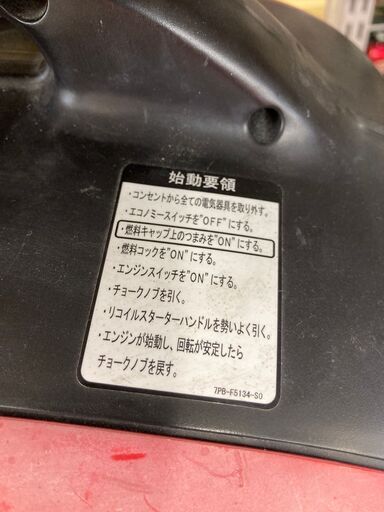 始動要領
・コンセントから全ての電気器具を取り外す。
・エコノミースイッチを"OFF"にする。
・燃料キャップ上のつまみを"ON"にする。
・燃料コックを"ON"にする。
・エンジンスイッチを"ON"にする。
・チョークノブを引く。
・リコイルスターターハンドルを勢いよく引く。
・エンジンが始動し、回転が安定したら
チョークノブを戻す。
7PB-F5134-S0